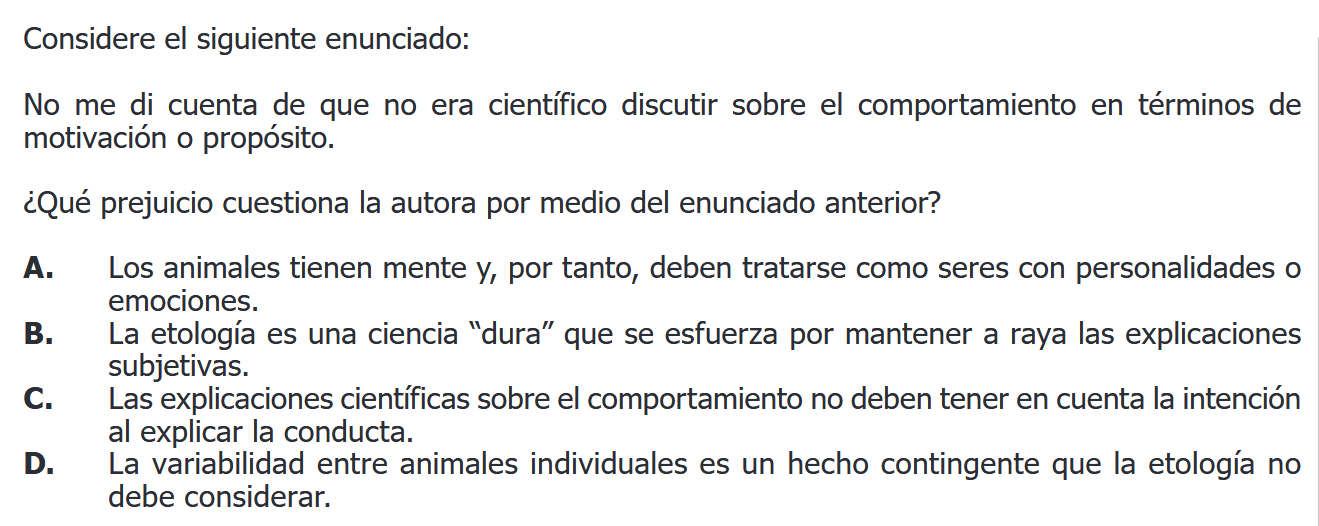 Considere el siguiente enunciado:
No me di cuenta de que no era científico discutir sobre el comportamiento en términos de
motivación o propósito.
¿Qué prejuicio cuestiona la autora por medio del enunciado anterior?
A. Los animales tienen mente y, por tanto, deben tratarse como seres con personalidades o
emociones.
B. La etología es una ciencia “dura” que se esfuerza por mantener a raya las explicaciones
subjetivas.
C. Las explicaciones científicas sobre el comportamiento no deben tener en cuenta la intención
al explicar la conducta.
D. La variabilidad entre animales individuales es un hecho contingente que la etología no
debe considerar.